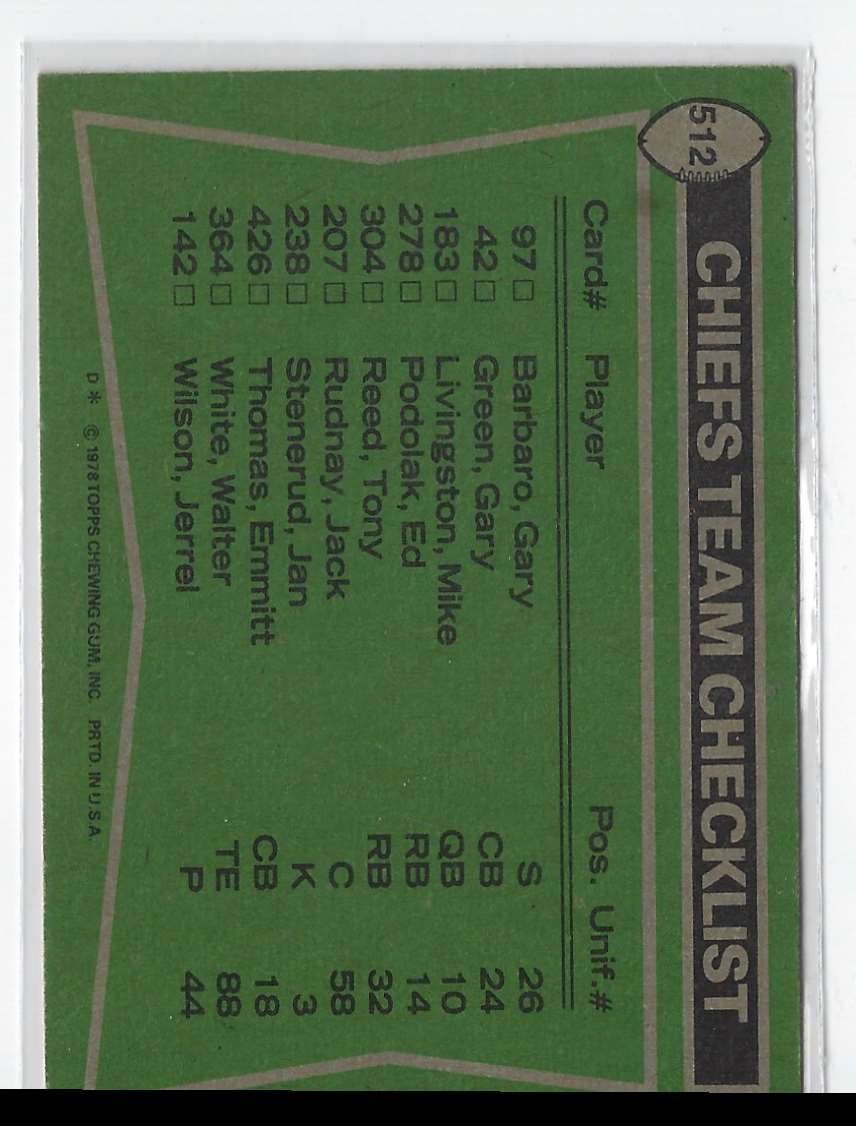 512
CHIEFS TEAM CHECKLIST
Card# Player Pos. Unif.#
97 □ Barbaro, Gary S 26
42 □ Green, Gary CB 24
183 □ Livingston, Mike QB 10
278 □ Podolak, Ed RB 14
304 □ Reed, Tony RB 32
207 □ Rudnay, Jack C 58
238 □ Stenerud, Jan K 3
426 □ Thomas, Emmitt CB 18
364 □ White, Walter TE 88
142 □ Wilson, Jerrel P 44
D* © 1978 TOPPS CHEWING GUM, INC. PRTD. IN U.S.A.